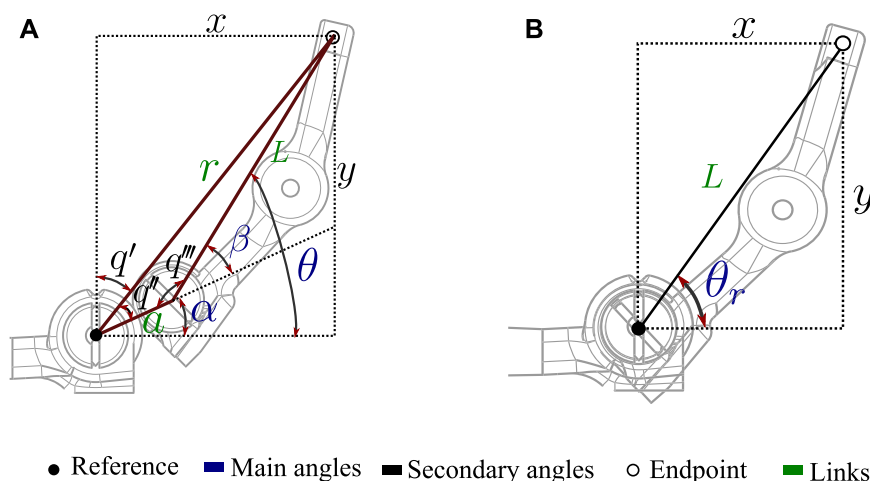 A
x
B
x
r
L
y
L
y
q'
q''
q'''
β
θ
a
α
θr
Reference Main angles Secondary angles Endpoint Links